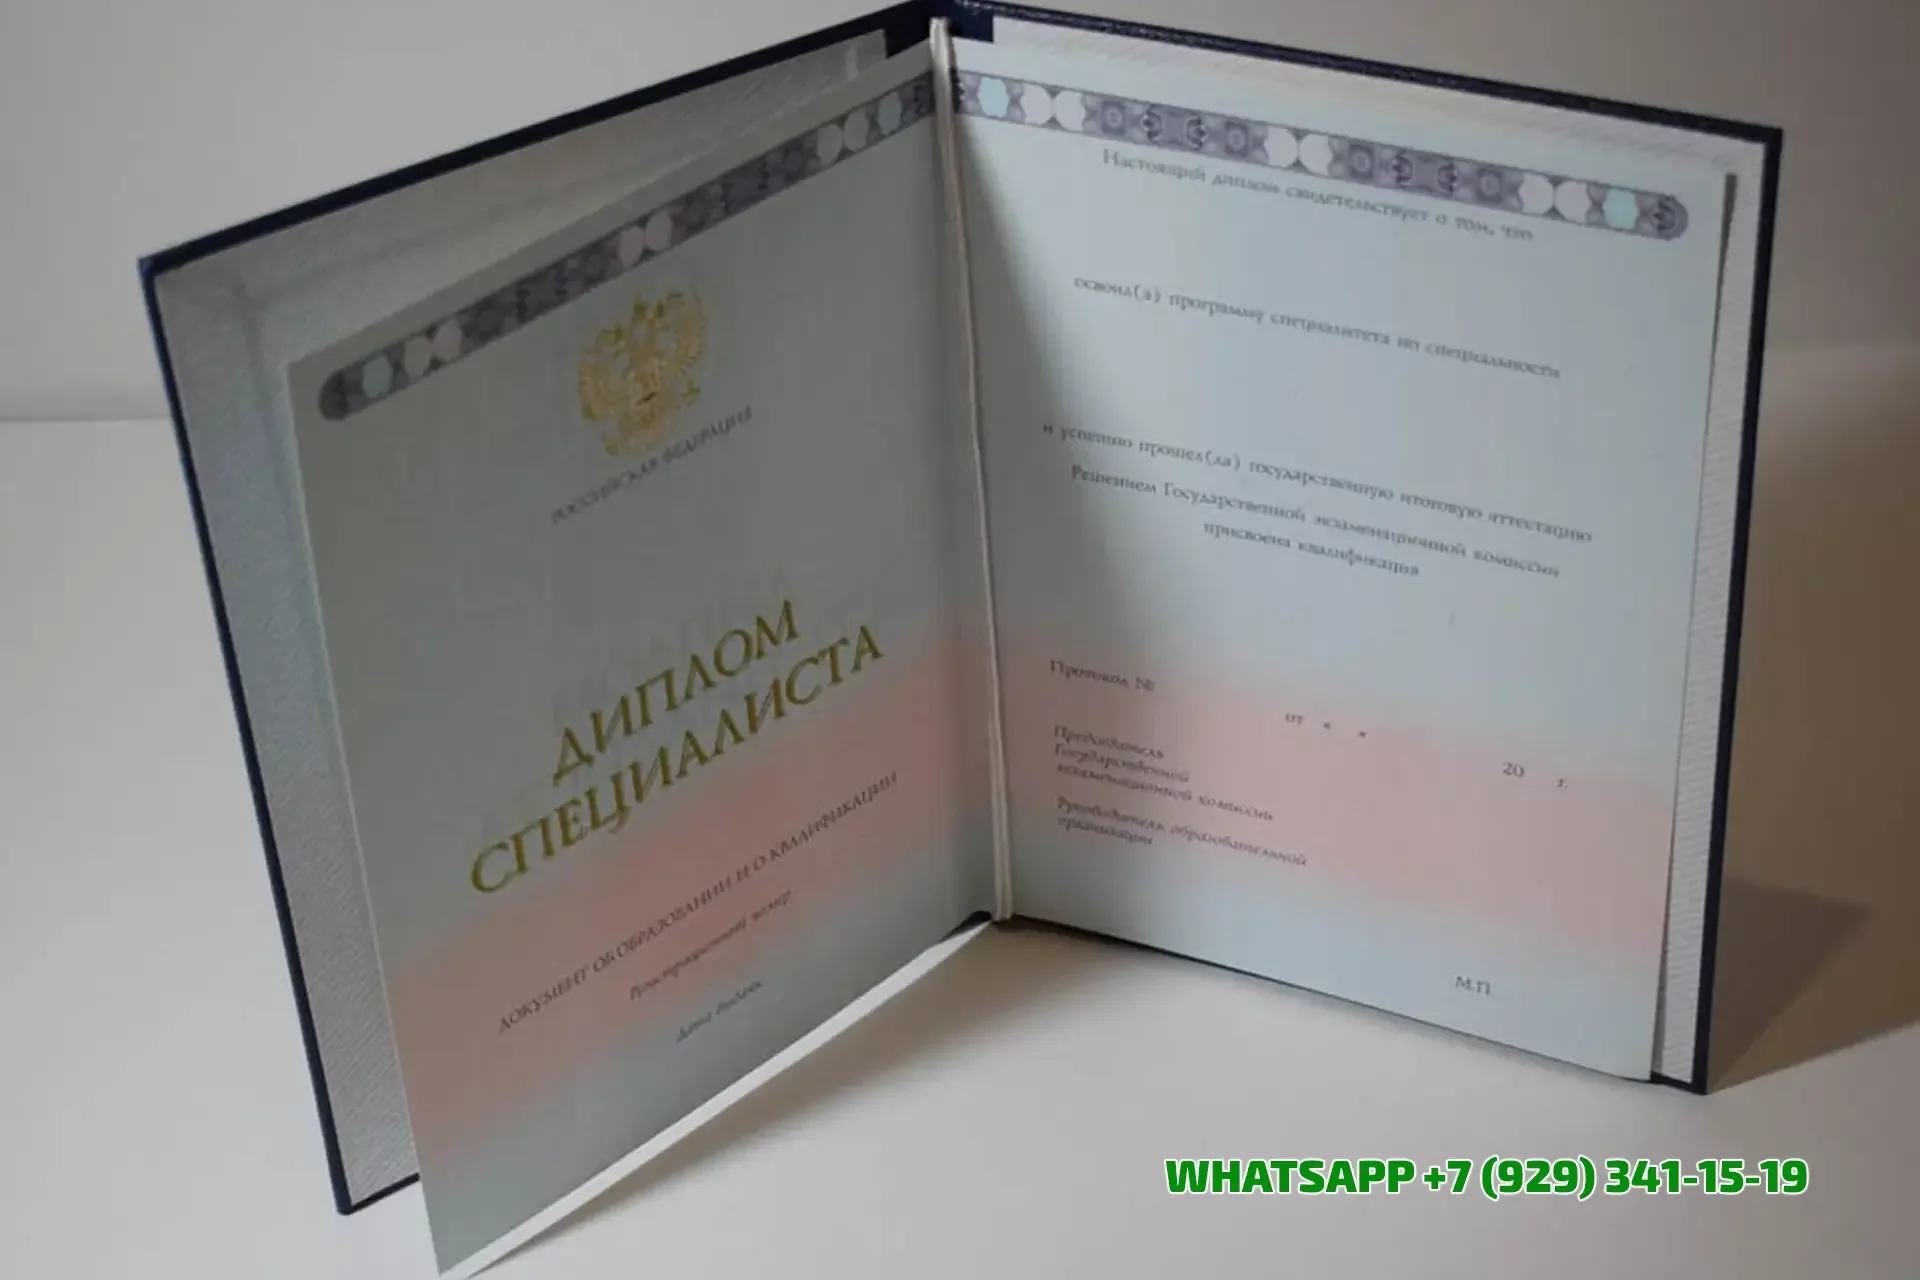 РОССИЙСКАЯ ФЕДЕРАЦИЯ
ДИПЛОМ
СПЕЦИАЛИСТА
ДОКУМЕНТ ОБ ОБРАЗОВАНИИ И О КВАЛИФИКАЦИИ
Регистрационный номер
Дата выдачи
Настоящий диплом свидетельствует о том, что
освоил(а) программу специалитета по специальности
и успешно прошел(ла) государственную итоговую аттестацию
Решением Государственной экзаменационной комиссии
присвоена квалификация
Протокол №
от « »
20 г.
Председатель
Государственной
экзаменационной комиссии
Руководитель образовательной
организации
М.П.
WHATSAPP +7 (929) 341-15-19